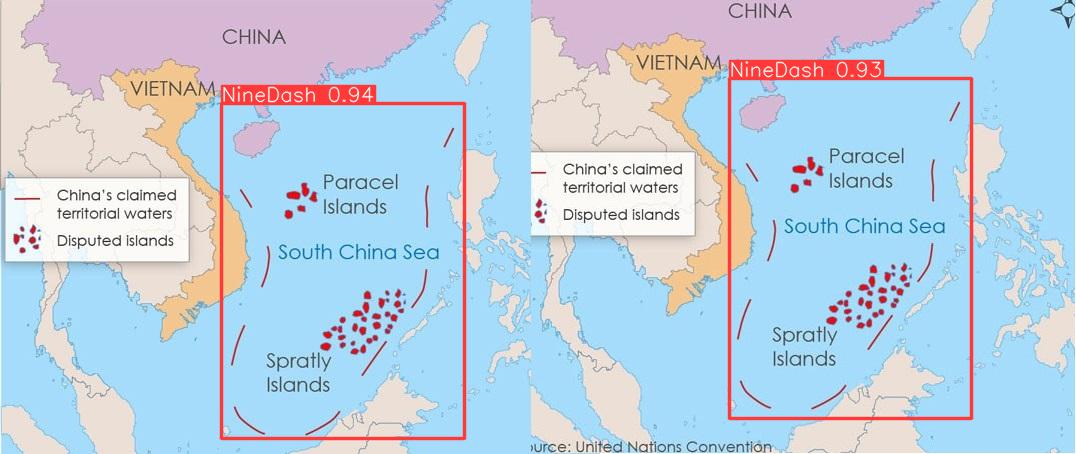 CHINA
VIETNAM
NineDash 0.94
China's claimed
territorial waters
Disputed islands
Paracel
Islands
South China Sea
Spratly
Islands
CHINA
VIETNAM
NineDash 0.93
China's claimed
territorial waters
Disputed islands
Paracel
Islands
South China Sea
Spratly
Islands
United Nations Convention